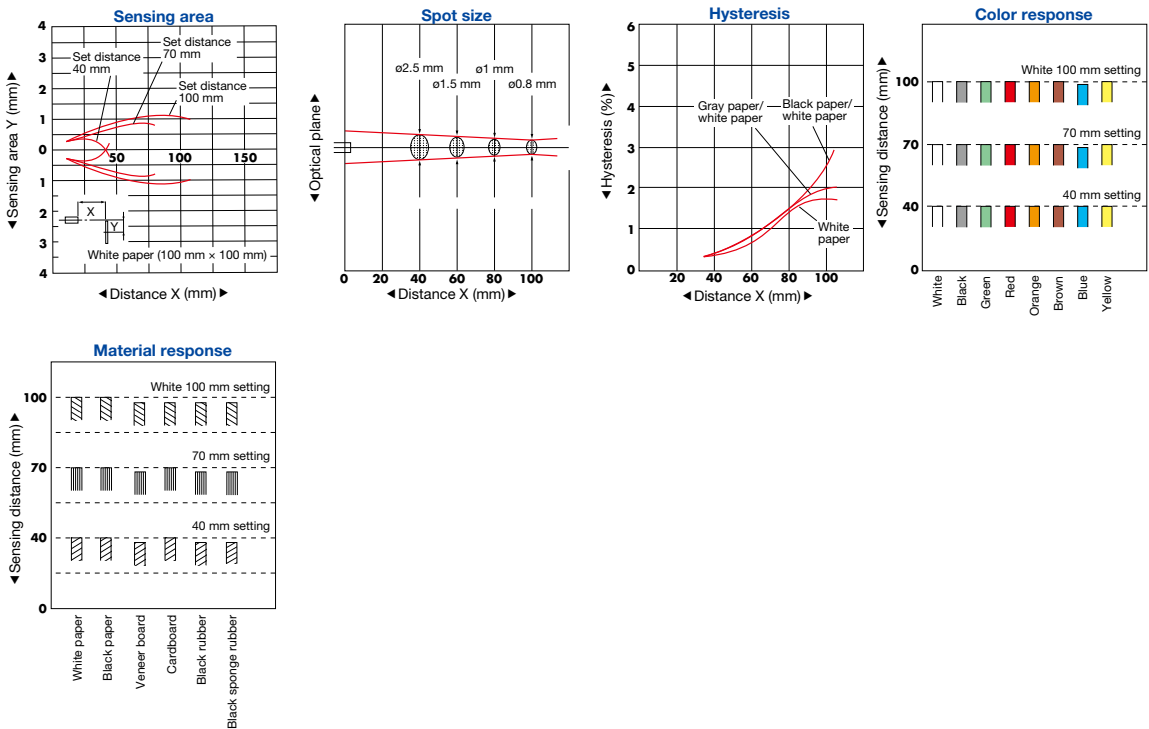 Sensing area
4
3
2
1
0
1
2
3
4
◀Sensing area Y (mm)▶
Set distance
70 mm
Set distance
40 mm
Set distance
100 mm
50
100
150
X
Y
White paper (100 mm × 100 mm)
◀Distance X (mm)▶
Spot size
◀Optical plane▶
ø2.5 mm
ø1 mm
ø1.5 mm
ø0.8 mm
0
20
40
60
80
100
◀Distance X (mm)▶
Hysteresis
6
5
4
3
2
1
0
◀Hysteresis (%)▶
Gray paper/
white paper
Black paper/
white paper
White
paper
20
40
60
80
100
◀Distance X (mm)▶
Color response
◀Sensing distance (mm)▶
White 100 mm setting
100
70 mm setting
70
40 mm setting
40
0
White
Black
Green
Red
Orange
Brown
Blue
Yellow
Material response
◀Sensing distance (mm)▶
White 100 mm setting
100
70 mm setting
70
40 mm setting
40
0
White paper
Black paper
Veneer board
Cardboard
Black rubber
Black sponge rubber